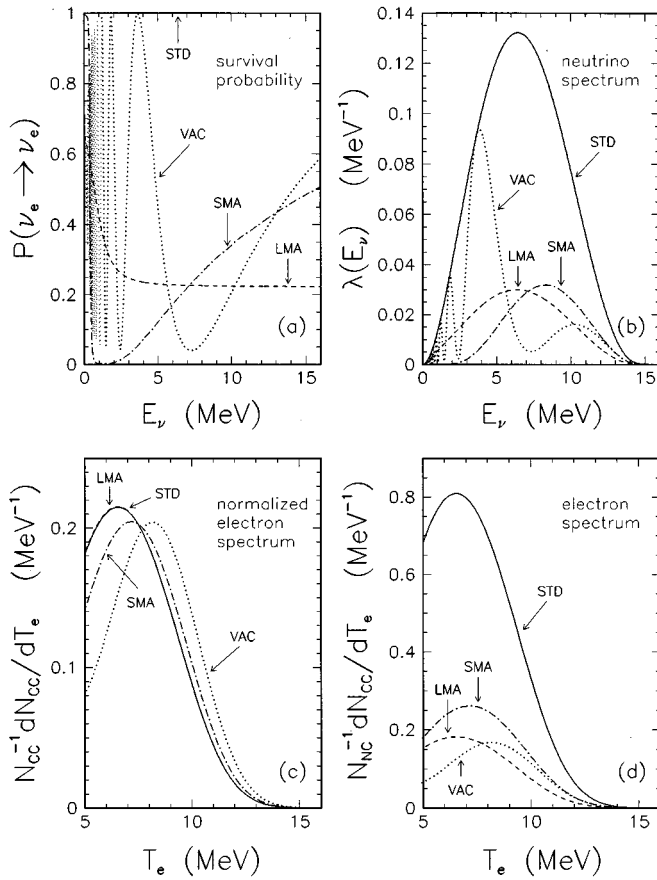 1
0.8
0.6
0.4
0.2
0
0
5
10
15
P(ν_e → ν_e)
E_ν (MeV)
STD
survival
probability
VAC
SMA
LMA
(a)
0.14
0.12
0.1
0.08
0.06
0.04
0.02
0
0
5
10
15
λ(E_ν) (MeV⁻¹)
E_ν (MeV)
neutrino
spectrum
STD
VAC
LMA
SMA
(b)
0.2
0.1
0
5
10
15
N_CC⁻¹dN_CC/dT_e (MeV⁻¹)
T_e (MeV)
LMA
STD
normalized
electron
spectrum
SMA
VAC
(c)
0.8
0.6
0.4
0.2
0
5
10
15
N_NC⁻¹dN_CC/dT_e (MeV⁻¹)
T_e (MeV)
electron
spectrum
STD
SMA
LMA
VAC
(d)